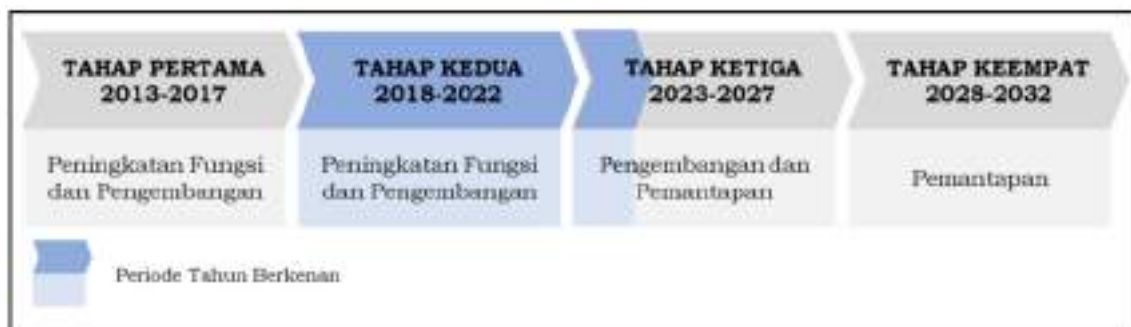 TAHAP PERTAMA
2013-2017
TAHAP KEDUA
2018-2022
TAHAP KETIGA
2023-2027
TAHAP KEEMPAT
2028-2032
Peningkatan Fungsi
dan Pengembangan
Peningkatan Fungsi
dan Pengembangan
Pengembangan dan
Pemantapan
Pemantapan
Periode Tahun Berkenan